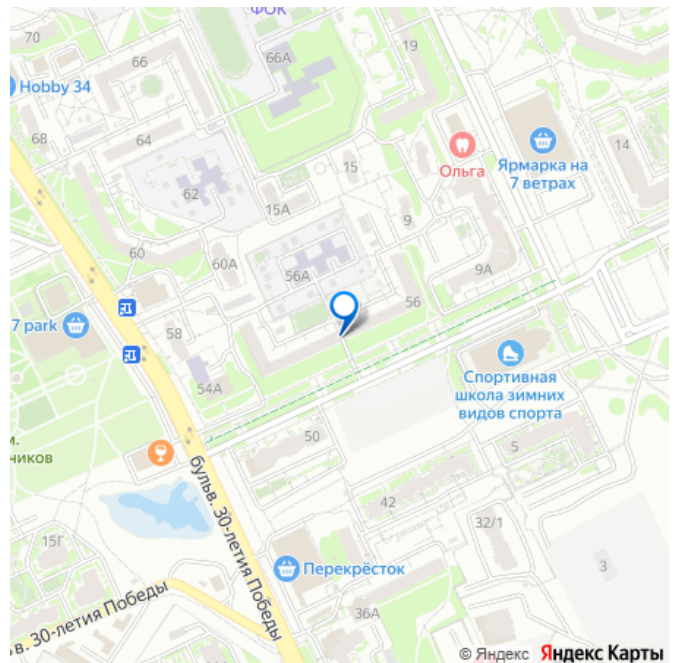 ФОК
70
66
66А
19
Hobby 34
68
64
15
Ольга
Ярмарка на
7 ветрах
14
62
15А
9
60
60А
56А
9А
56
7 park
58
54А
Спортивная
школа зимних
видов спорта
м.
чников
50
5
бульв. 30-летия Победы
42
15Г
32/1
Перекрёсток
3
36А
в. 30-летия Победы
© Яндекс Яндекс Карты